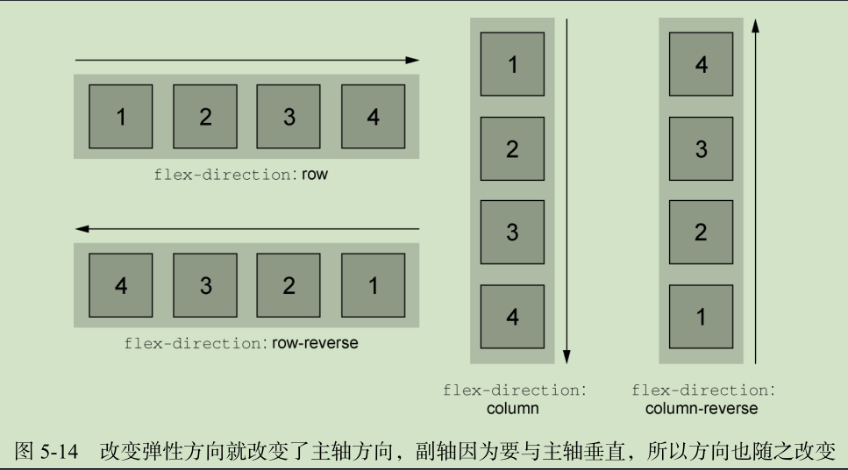 1 2 3 4
flex-direction: row
4 3 2 1
flex-direction: row-reverse
1
2
3
4
flex-direction:
column
4
3
2
1
flex-direction:
column-reverse
图 5-14 改变弹性方向就改变了主轴方向，副轴因为要与主轴垂直，所以方向也随之改变